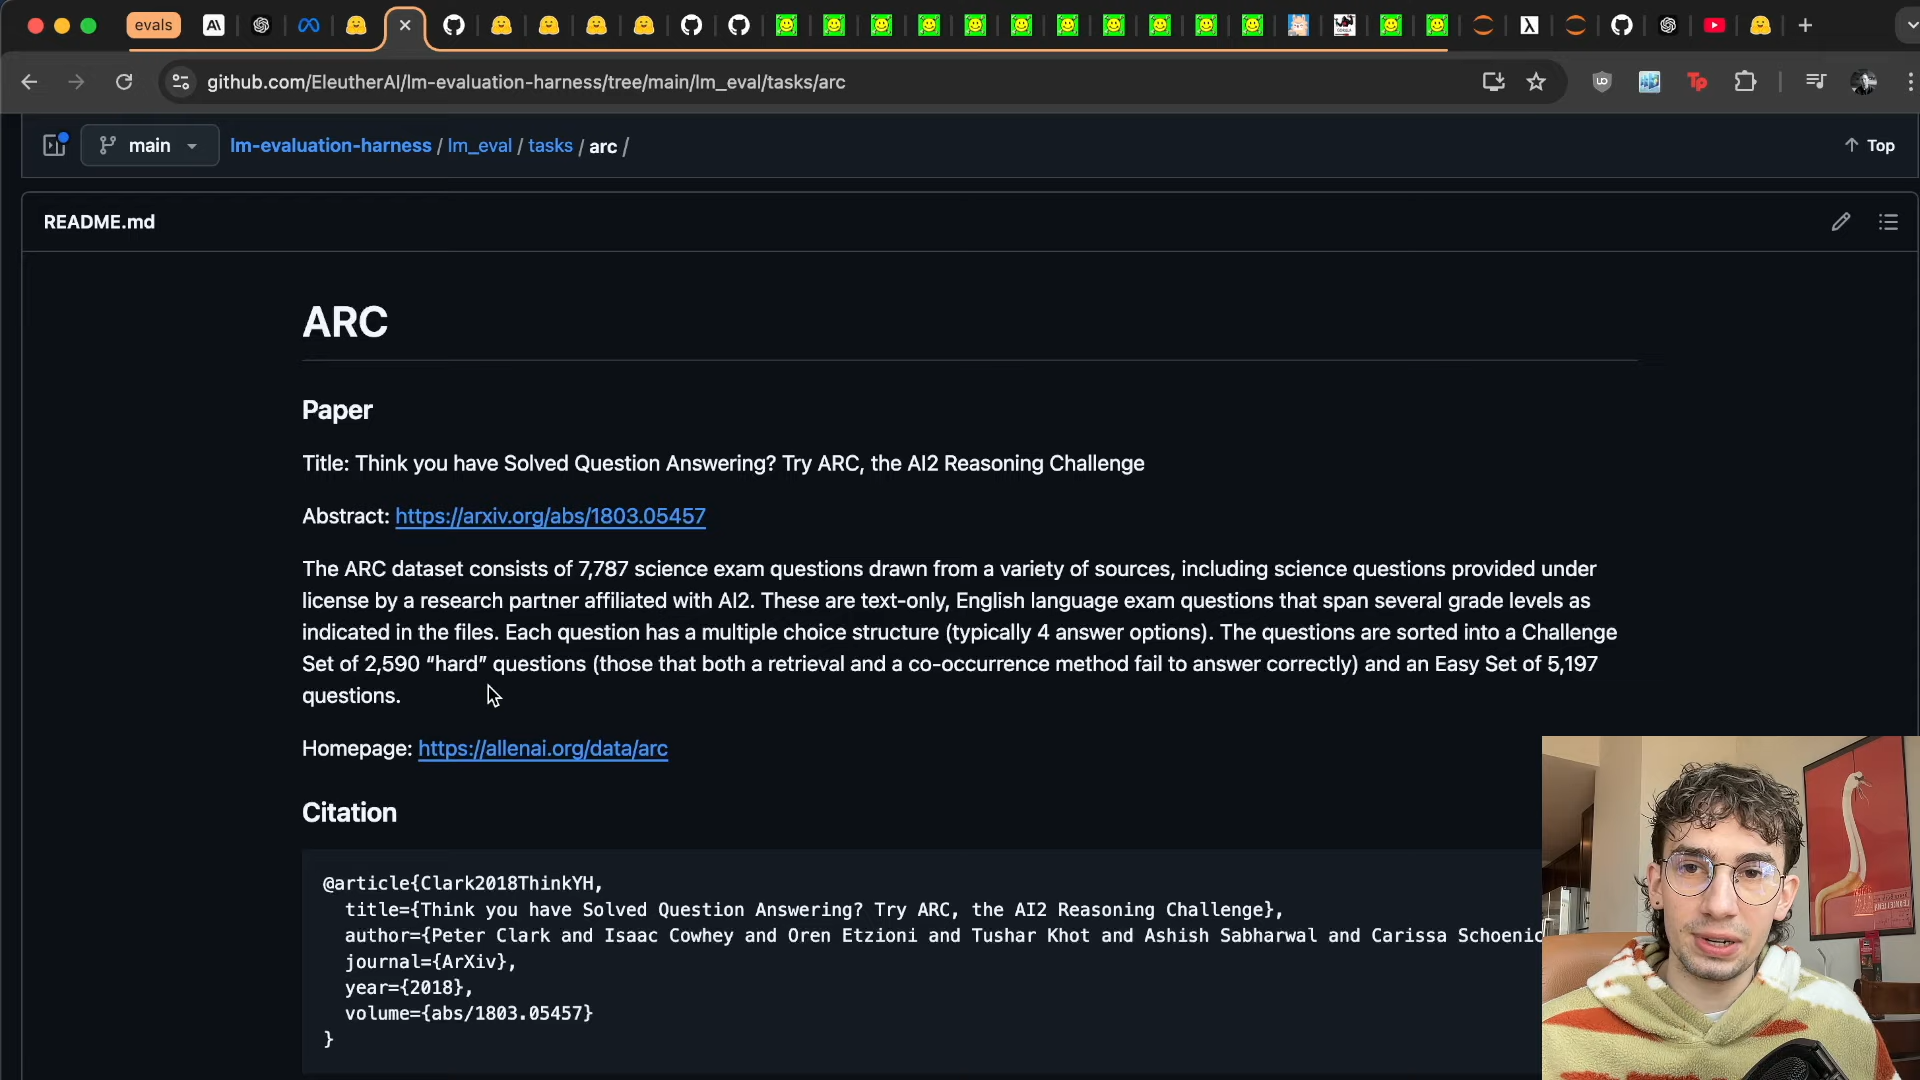 evals
github.com/EleutherAI/lm-evaluation-harness/tree/main/lm_eval/tasks/arc
main
lm-evaluation-harness / lm_eval / tasks / arc /
Top
README.md
ARC
Paper
Title: Think you have Solved Question Answering? Try ARC, the AI2 Reasoning Challenge
Abstract: https://arxiv.org/abs/1803.05457
The ARC dataset consists of 7,787 science exam questions drawn from a variety of sources, including science questions provided under
license by a research partner affiliated with AI2. These are text-only, English language exam questions that span several grade levels as
indicated in the files. Each question has a multiple choice structure (typically 4 answer options). The questions are sorted into a Challenge
Set of 2,590 “hard” questions (those that both a retrieval and a co-occurrence method fail to answer correctly) and an Easy Set of 5,197
questions.
Homepage: https://allenai.org/data/arc
Citation
@article{Clark2018ThinkYH,
title={Think you have Solved Question Answering? Try ARC, the AI2 Reasoning Challenge},
author={Peter Clark and Isaac Cowhey and Oren Etzioni and Tushar Khot and Ashish Sabharwal and Carissa Schoenic
journal={ArXiv},
year={2018},
volume={abs/1803.05457}
}